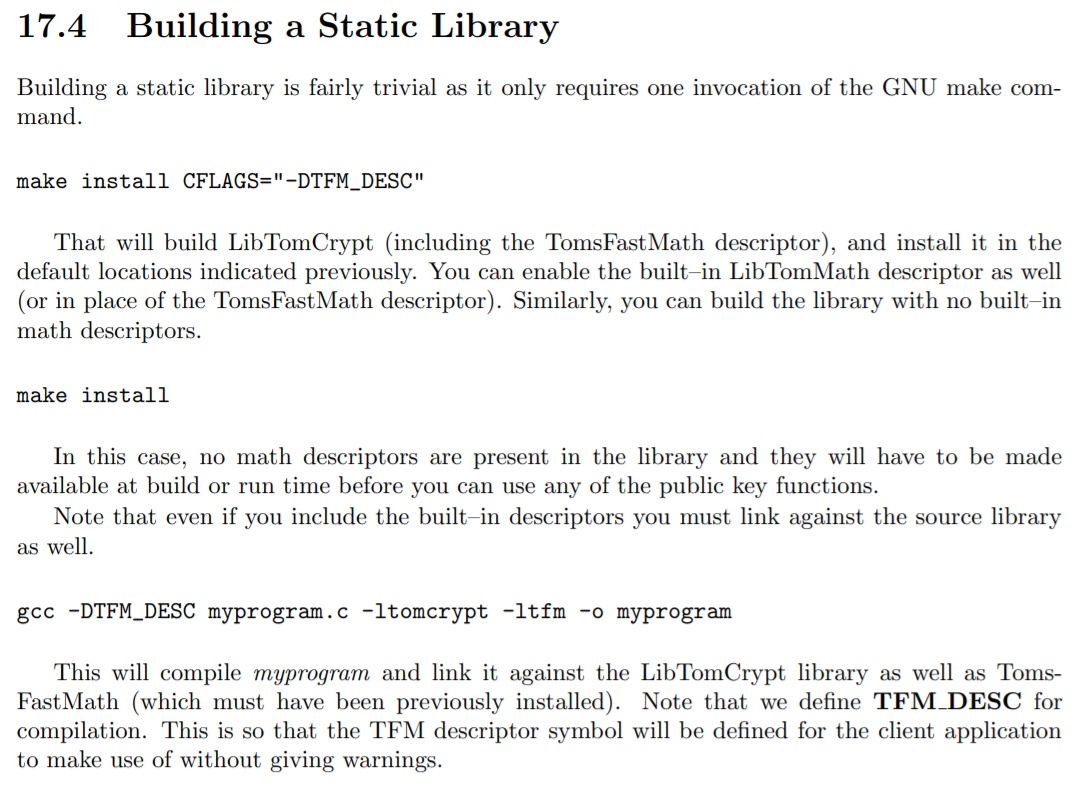 17.4 Building a Static Library
Building a static library is fairly trivial as it only requires one invocation of the GNU make com-
mand.
make install CFLAGS="-DTFM_DESC"
That will build LibTomCrypt (including the TomsFastMath descriptor), and install it in the
default locations indicated previously. You can enable the built–in LibTomMath descriptor as well
(or in place of the TomsFastMath descriptor). Similarly, you can build the library with no built–in
math descriptors.
make install
In this case, no math descriptors are present in the library and they will have to be made
available at build or run time before you can use any of the public key functions.
Note that even if you include the built–in descriptors you must link against the source library
as well.
gcc -DTFM_DESC myprogram.c -ltomcrypt -ltfm -o myprogram
This will compile myprogram and link it against the LibTomCrypt library as well as Toms-
FastMath (which must have been previously installed). Note that we define TFM_DESC for
compilation. This is so that the TFM descriptor symbol will be defined for the client application
to make use of without giving warnings.